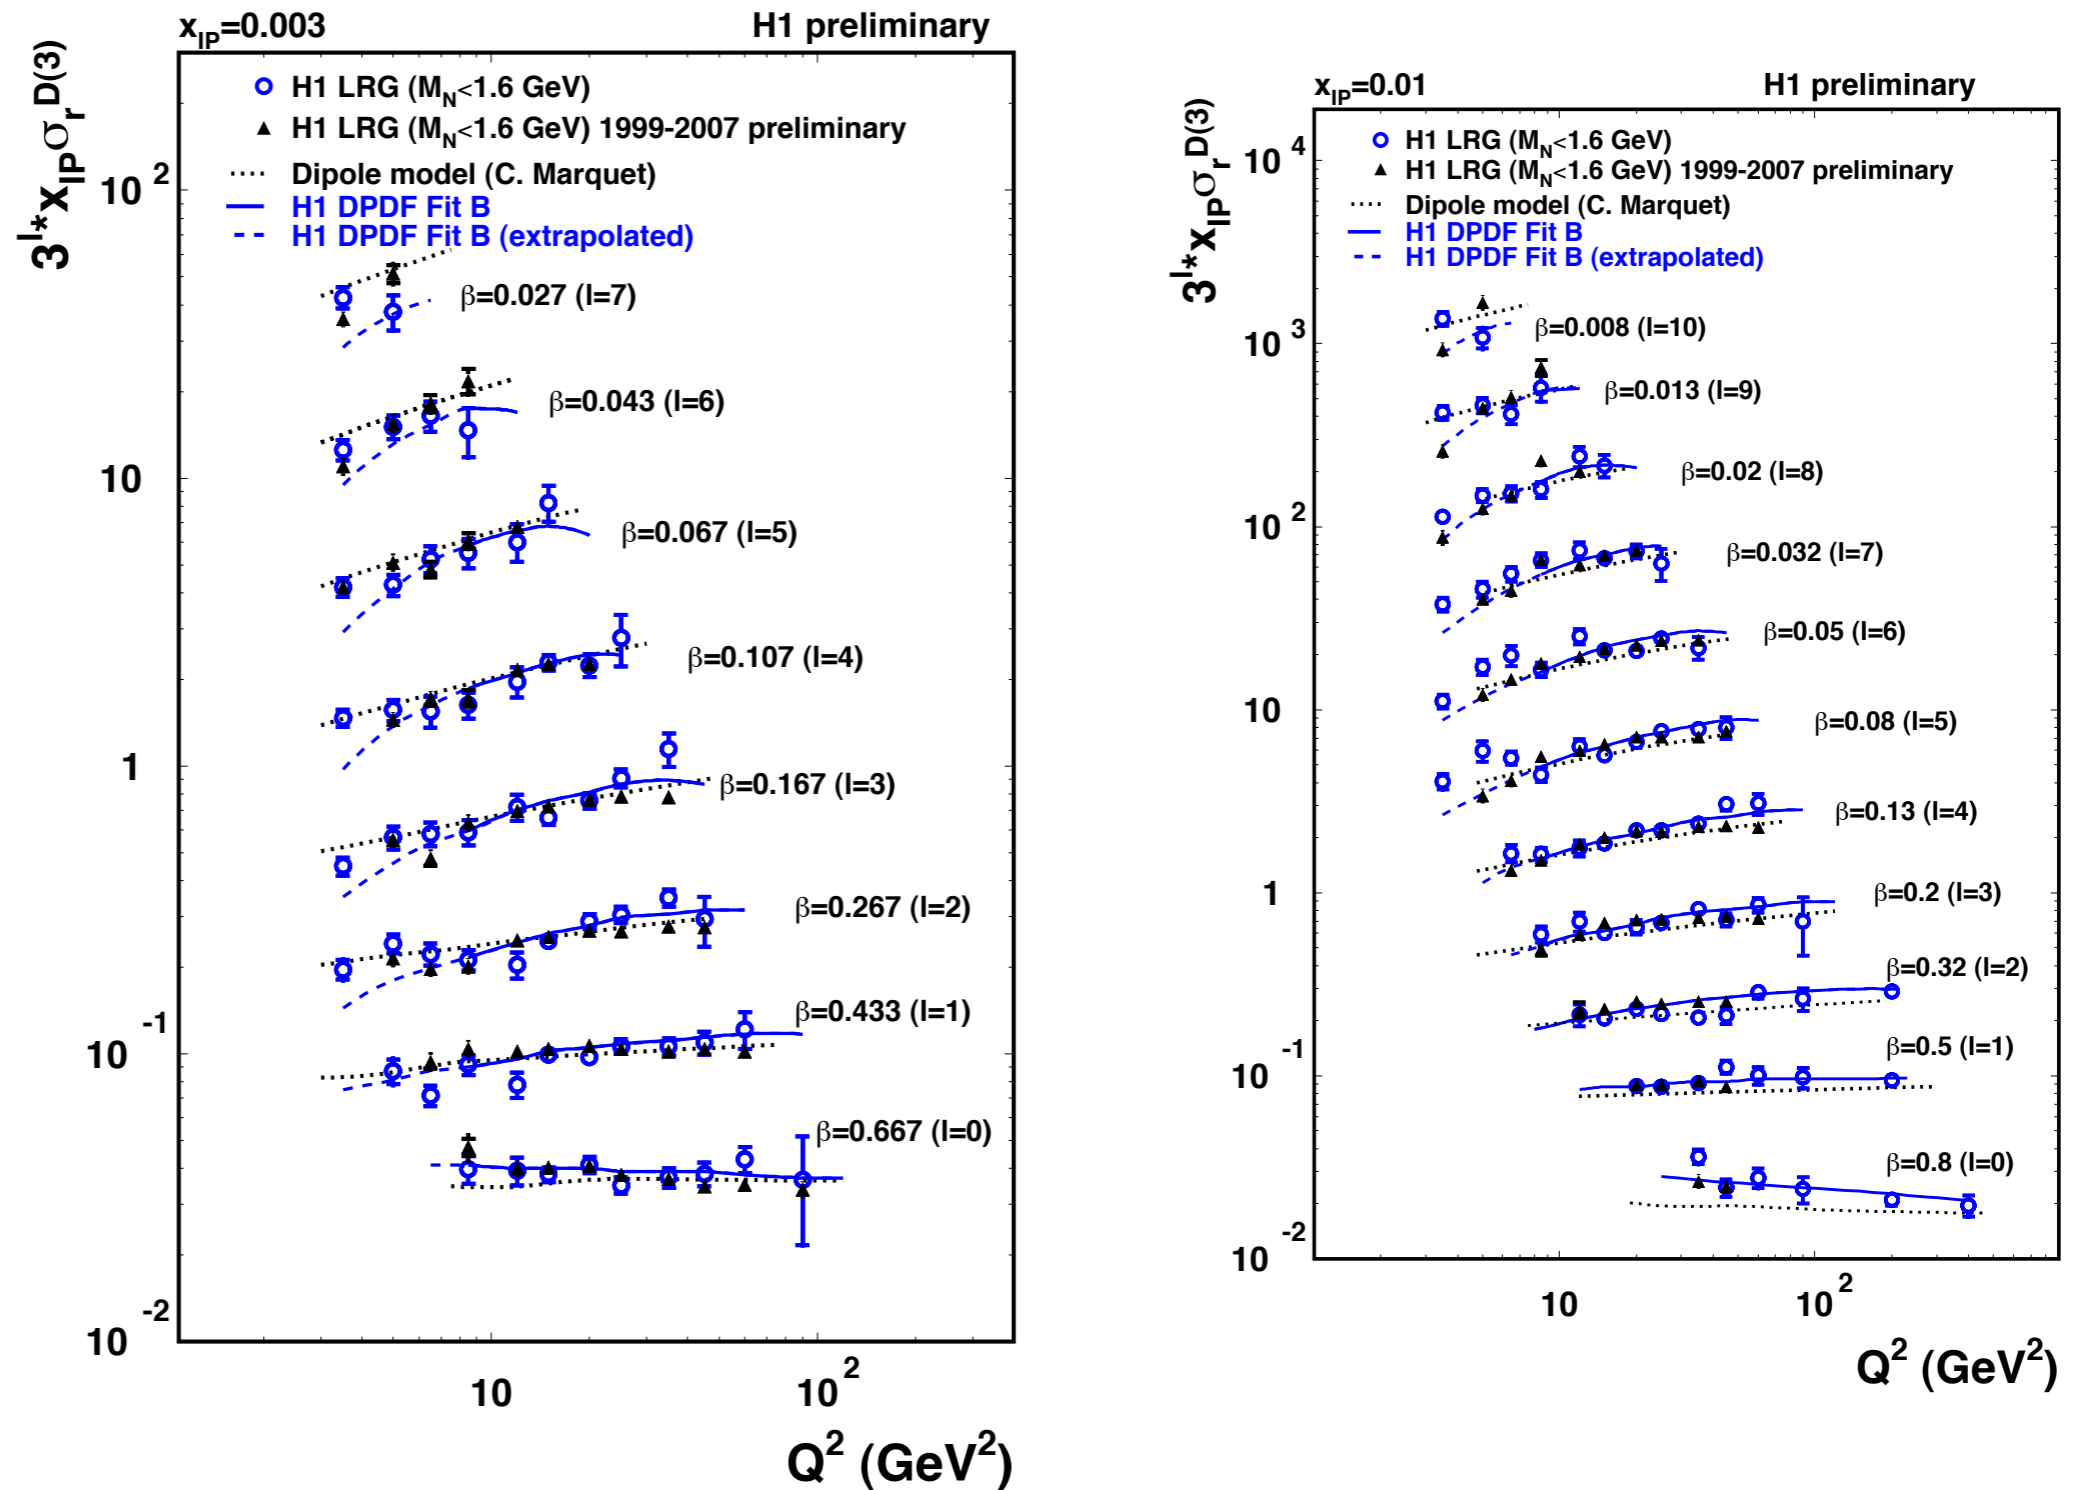 x_IP=0.003 H1 preliminary
3^l*x_IP σ_r^D(3)
H1 LRG (M_N<1.6 GeV)
H1 LRG (M_N<1.6 GeV) 1999-2007 preliminary
Dipole model (C. Marquet)
H1 DPDF Fit B
H1 DPDF Fit B (extrapolated)
10^2
10
1
10^-1
10^-2
β=0.027 (l=7)
β=0.043 (l=6)
β=0.067 (l=5)
β=0.107 (l=4)
β=0.167 (l=3)
β=0.267 (l=2)
β=0.433 (l=1)
β=0.667 (l=0)
10 10^2
Q^2 (GeV^2)
x_IP=0.01 H1 preliminary
3^l*x_IP σ_r^D(3)
H1 LRG (M_N<1.6 GeV)
H1 LRG (M_N<1.6 GeV) 1999-2007 preliminary
Dipole model (C. Marquet)
H1 DPDF Fit B
H1 DPDF Fit B (extrapolated)
10^4
10^3
10^2
10
1
10^-1
10^-2
β=0.008 (l=10)
β=0.013 (l=9)
β=0.02 (l=8)
β=0.032 (l=7)
β=0.05 (l=6)
β=0.08 (l=5)
β=0.13 (l=4)
β=0.2 (l=3)
β=0.32 (l=2)
β=0.5 (l=1)
β=0.8 (l=0)
10 10^2
Q^2 (GeV^2)